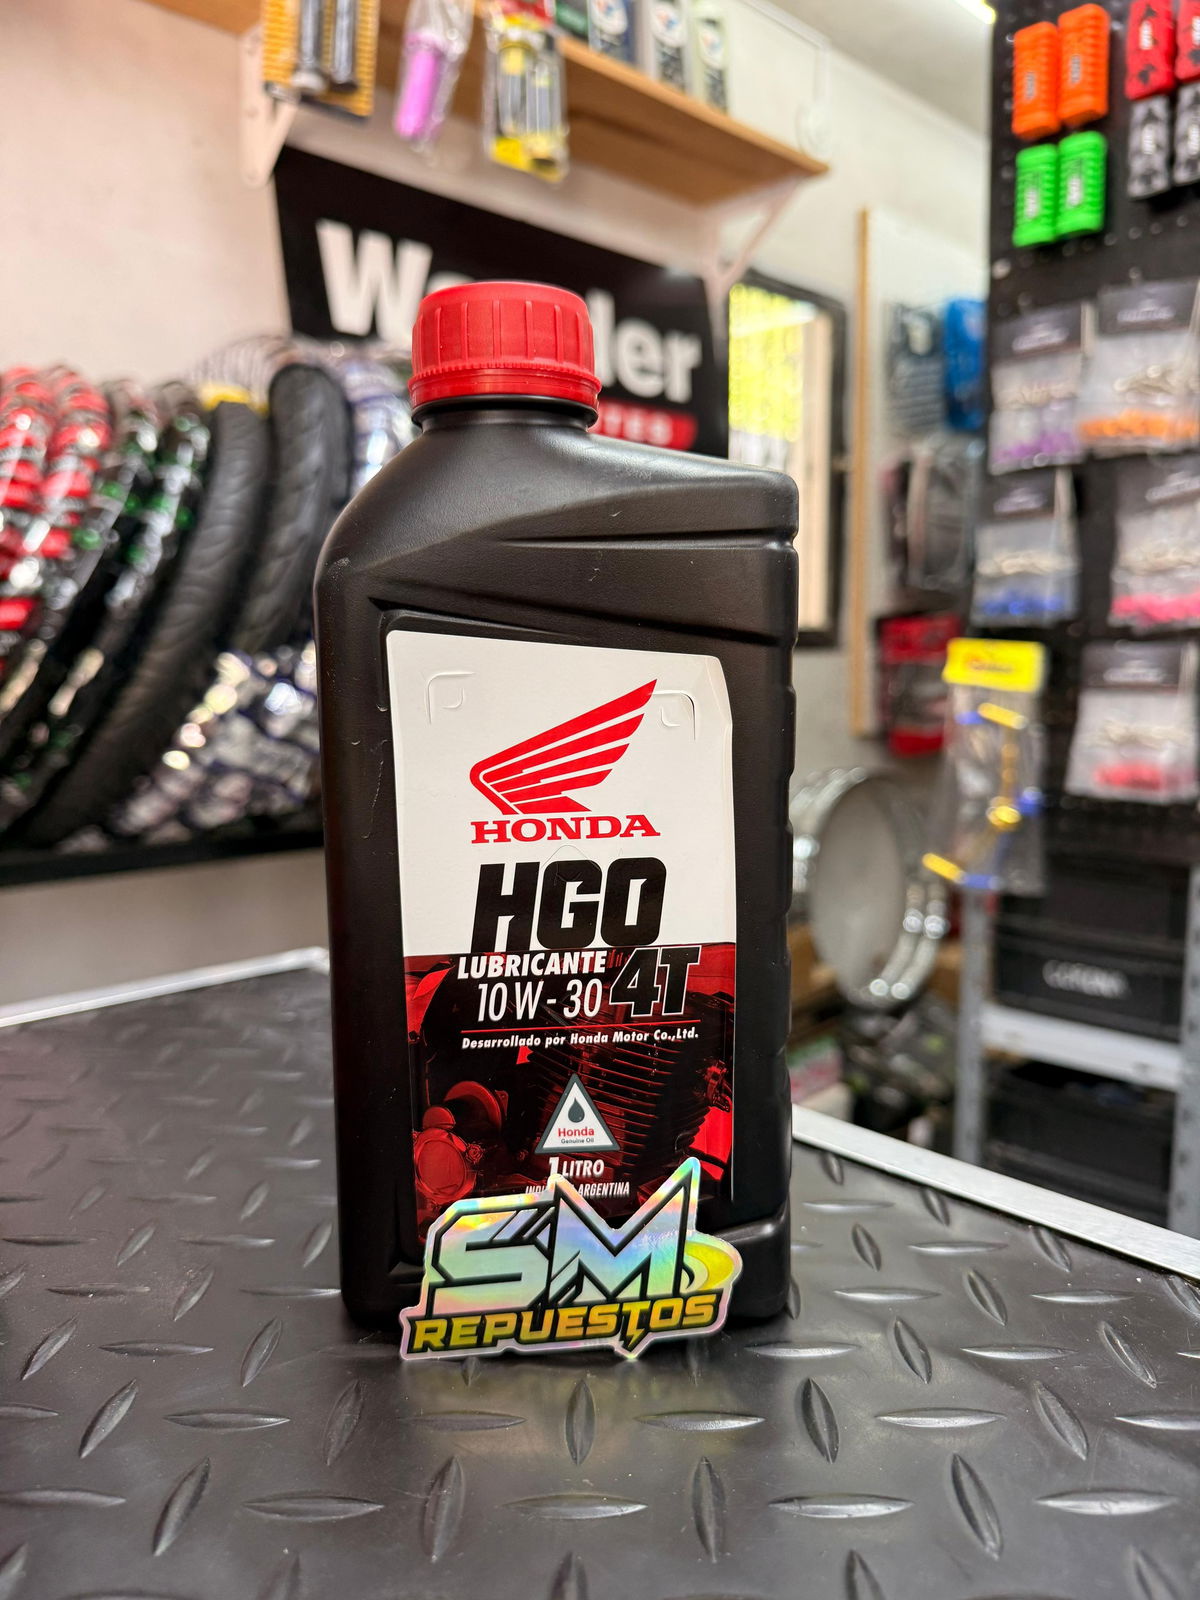 HONDA
HGO
LUBRICANTE 4T
10W-30
Desarrollado por Honda Motor Co.,Ltd.
Honda
Genuine Oil
1 LITRO
ARGENTINA
SM
REPUESTOS